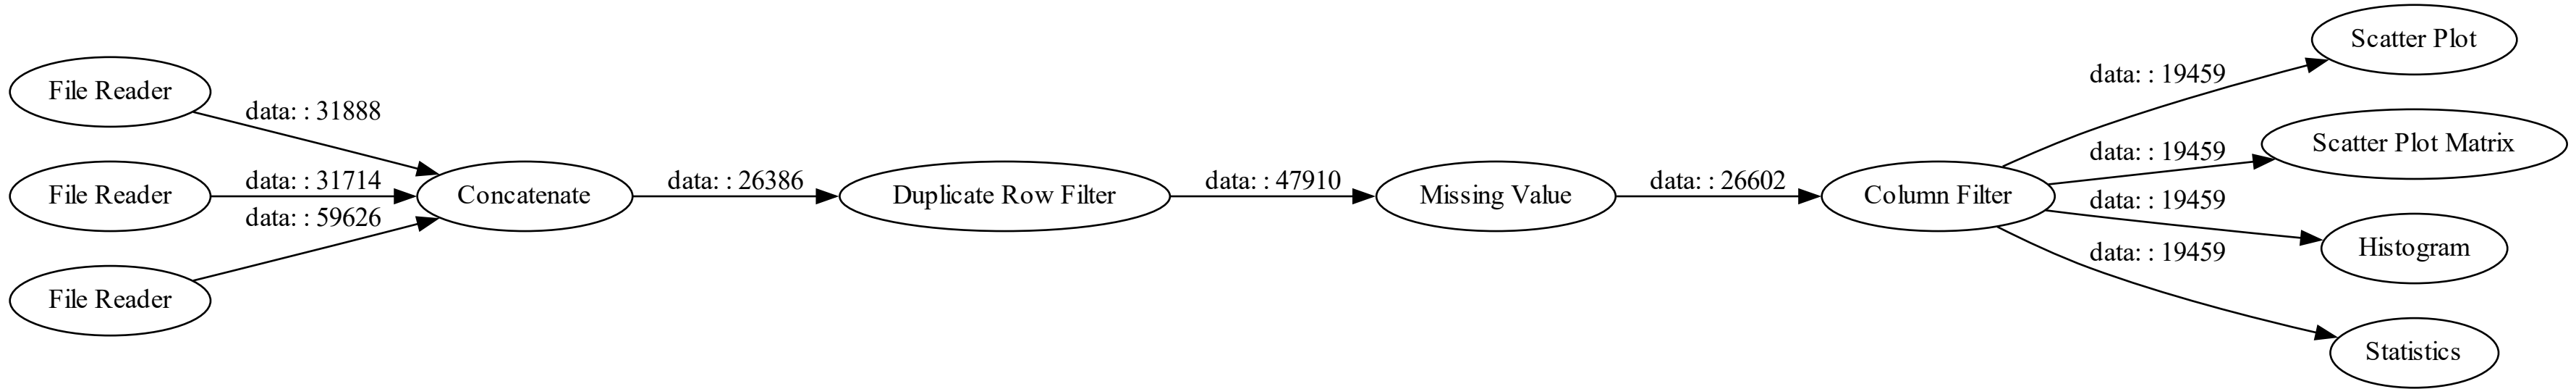 File Reader
data: : 31888
File Reader
data: : 31714
File Reader
data: : 59626
Concatenate
data: : 26386
Duplicate Row Filter
data: : 47910
Missing Value
data: : 26602
Column Filter
data: : 19459
Scatter Plot
data: : 19459
Scatter Plot Matrix
data: : 19459
Histogram
data: : 19459
Statistics